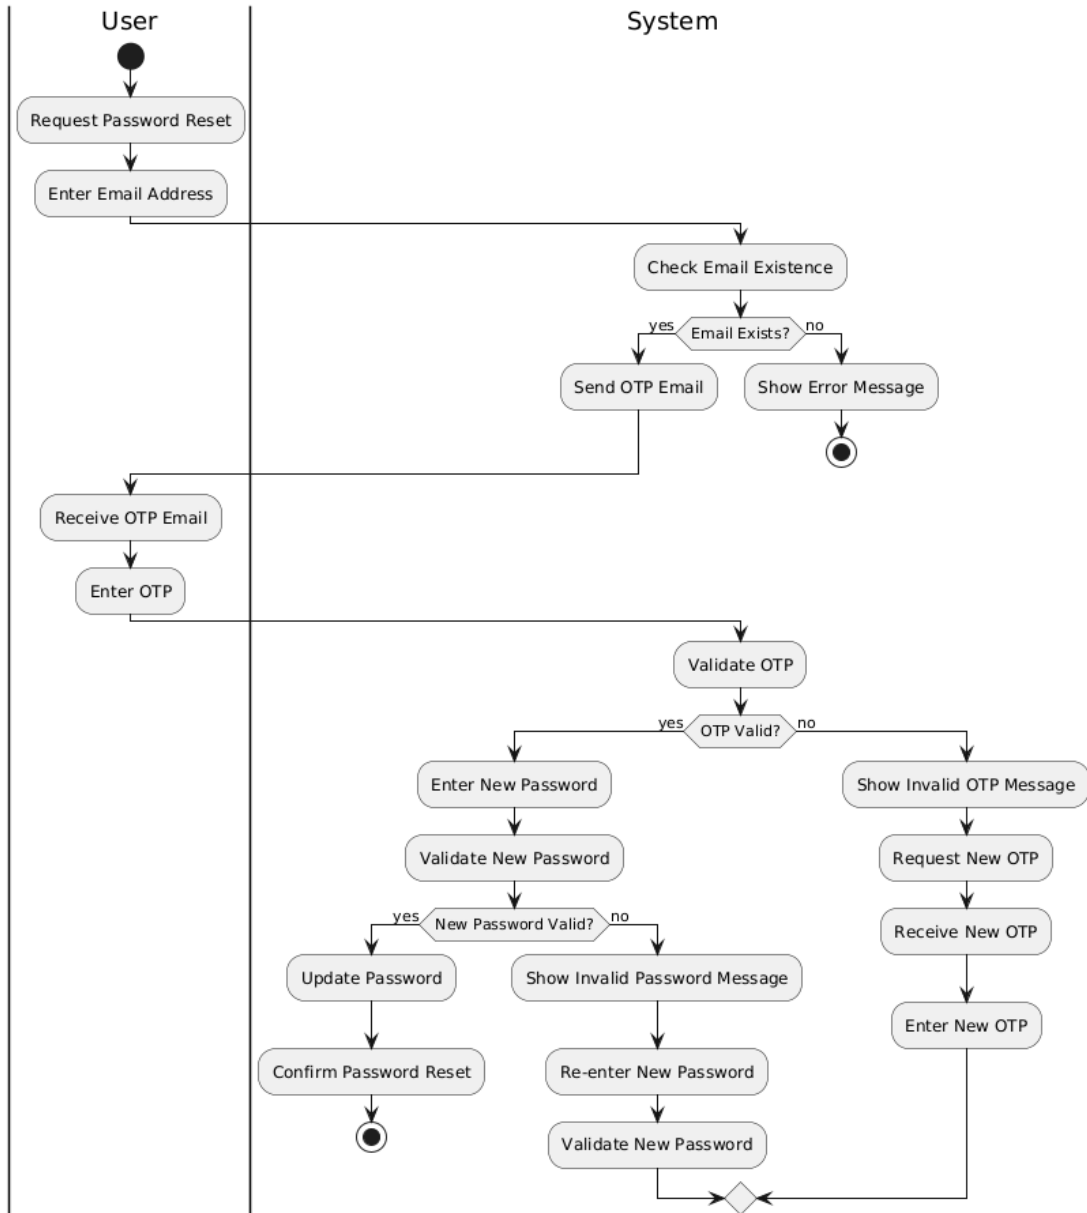 User
System
Request Password Reset
Enter Email Address
Check Email Existence
yes
Email Exists?
no
Send OTP Email
Show Error Message
Receive OTP Email
Enter OTP
Validate OTP
yes
OTP Valid?
no
Enter New Password
Show Invalid OTP Message
Validate New Password
Request New OTP
yes
New Password Valid?
no
Receive New OTP
Update Password
Show Invalid Password Message
Enter New OTP
Confirm Password Reset
Re-enter New Password
Validate New Password